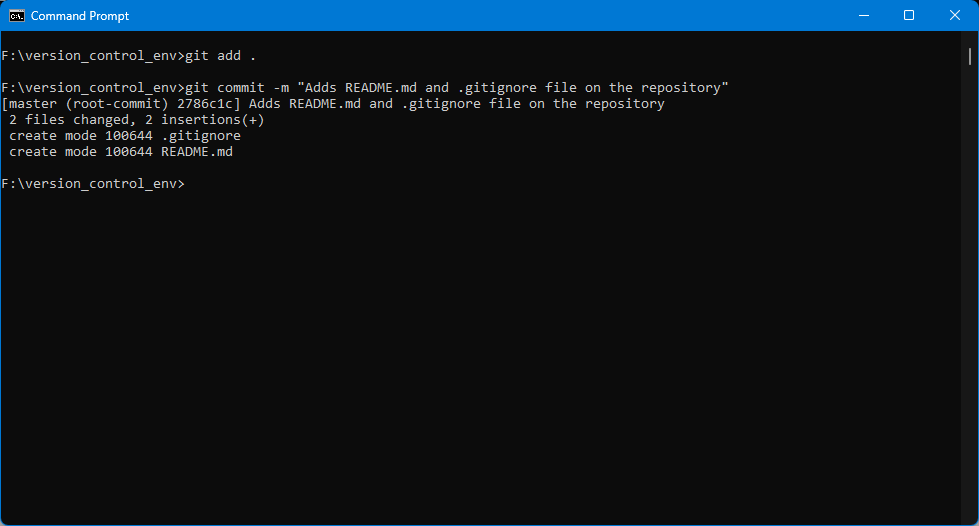 Command Prompt
F:\version_control_env>git add .
F:\version_control_env>git commit -m "Adds README.md and .gitignore file on the repository"
[master (root-commit) 2786c1c] Adds README.md and .gitignore file on the repository
 2 files changed, 2 insertions(+)
 create mode 100644 .gitignore
 create mode 100644 README.md
F:\version_control_env>